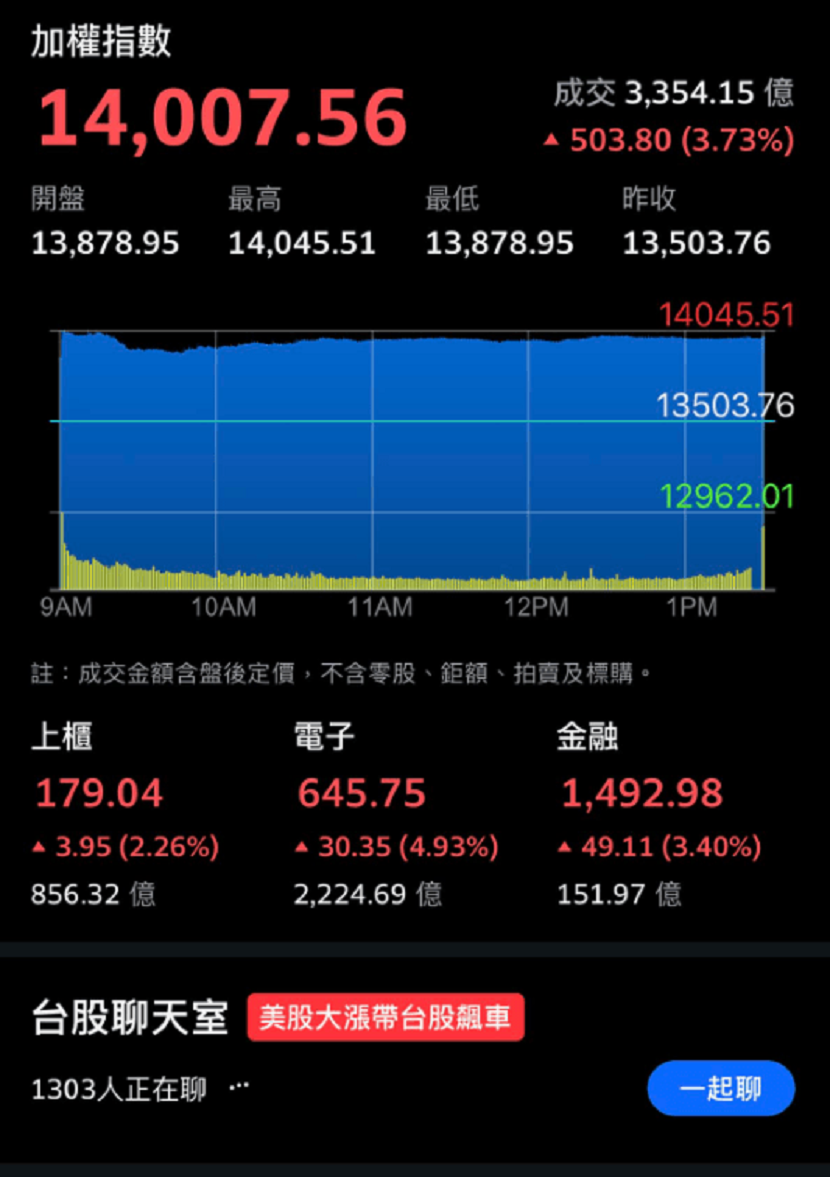 加權指數
14,007.56
成交 3,354.15 億
▲ 503.80 (3.73%)
開盤 最高 最低 昨收
13,878.95 14,045.51 13,878.95 13,503.76
14045.51
13503.76
12962.01
9AM 10AM 11AM 12PM 1PM
註：成交金額含盤後定價，不含零股、鉅額、拍賣及標購。
上櫃 電子 金融
179.04 645.75 1,492.98
▲ 3.95 (2.26%) ▲ 30.35 (4.93%) ▲ 49.11 (3.40%)
856.32 億 2,224.69 億 151.97 億
台股聊天室 美股大漲帶台股飆車
1303人正在聊 ··· 一起聊